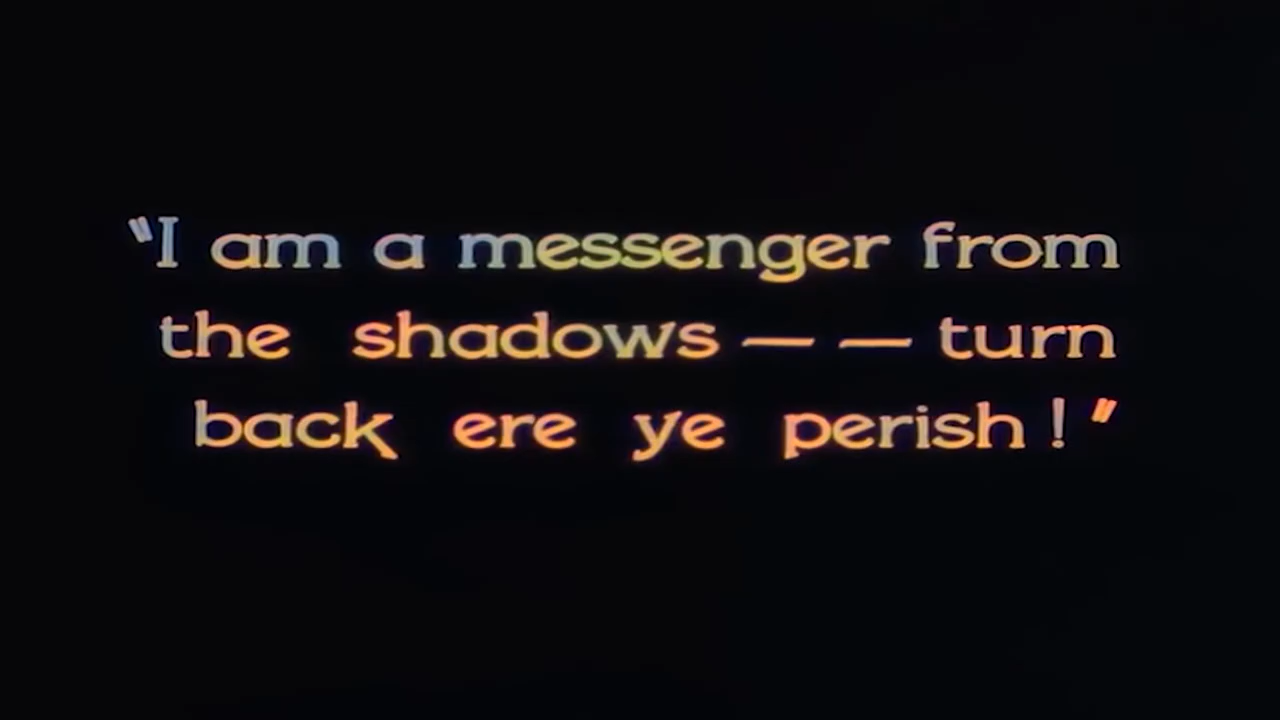 "I am a messenger from
the shadows — — turn
back ere ye perish!"